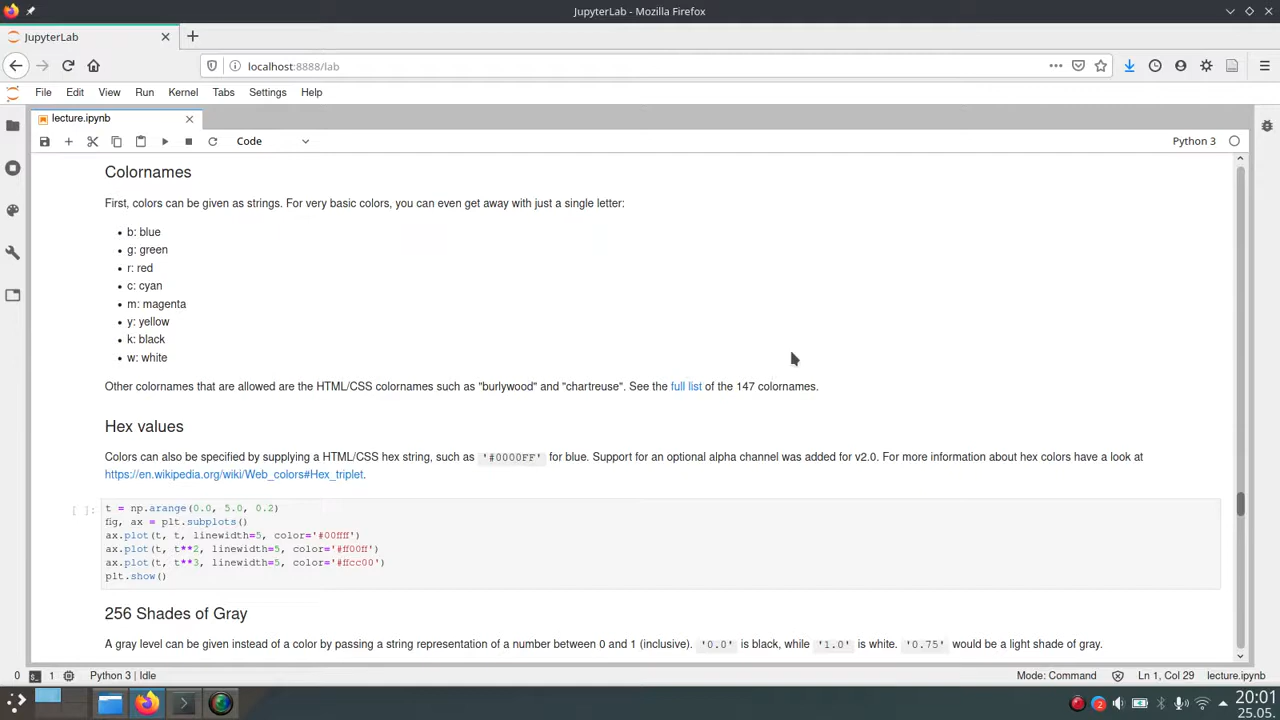 JupyterLab - Mozilla Firefox
JupyterLab
localhost:8888/lab
File Edit View Run Kernel Tabs Settings Help
lecture.ipynb
Code
Python 3
Colornames
First, colors can be given as strings. For very basic colors, you can even get away with just a single letter:
• b: blue
• g: green
• r: red
• c: cyan
• m: magenta
• y: yellow
• k: black
• w: white
Other colornames that are allowed are the HTML/CSS colornames such as "burlywood" and "chartreuse". See the full list of the 147 colornames.
Hex values
Colors can also be specified by supplying a HTML/CSS hex string, such as '#0000FF' for blue. Support for an optional alpha channel was added for v2.0. For more information about hex colors have a look at
https://en.wikipedia.org/wiki/Web_colors#Hex_triplet.
[ ]: t = np.arange(0.0, 5.0, 0.2)
fig, ax = plt.subplots()
ax.plot(t, t, linewidth=5, color='#00ffff')
ax.plot(t, t**2, linewidth=5, color='#ff00ff')
ax.plot(t, t**3, linewidth=5, color='#ffcc00')
plt.show()
256 Shades of Gray
A gray level can be given instead of a color by passing a string representation of a number between 0 and 1 (inclusive). '0.0' is black, while '1.0' is white. '0.75' would be a light shade of gray.
0 1 Python 3 | Idle Mode: Command Ln 1, Col 29 lecture.ipynb
2
20:01
25.05.